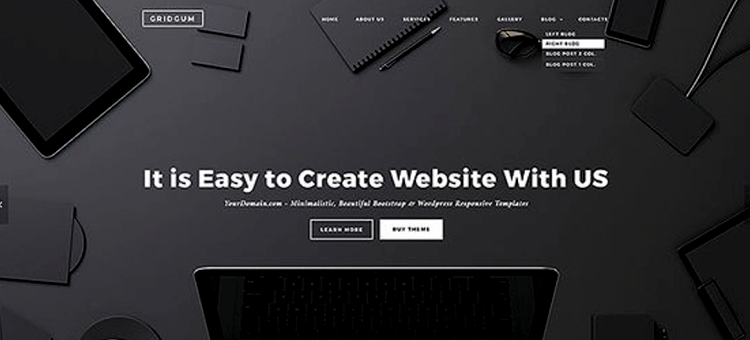 GRIDGUM
HOME ABOUT US SERVICES FEATURES GALLERY BLOG CONTACTS
LEFT BLOG
RIGHT BLOG
BLOG POST 2 COL.
BLOG POST 1 COL.
It is Easy to Create Website With US
YourDomain.com - Minimalistic, Beautiful Bootstrap & Wordpress Responsive Templates
LEARN MORE BUY THEME